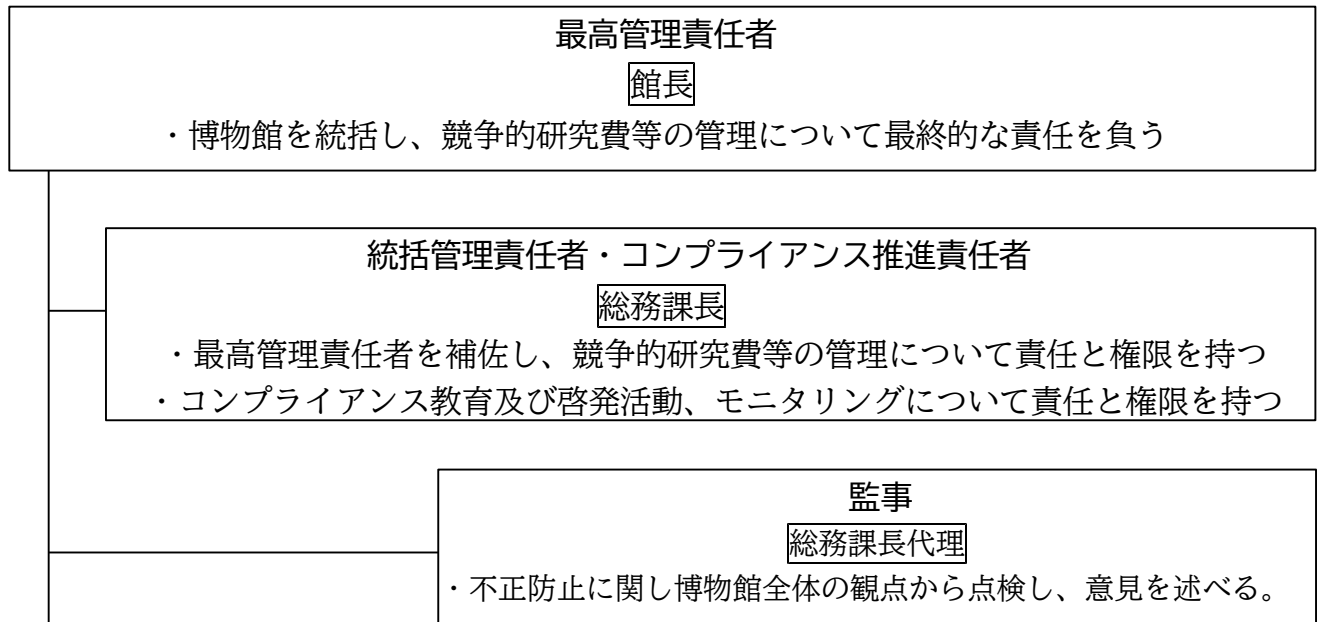 最高管理責任者
館長
・博物館を統括し、競争的研究費等の管理について最終的な責任を負う
統括管理責任者・コンプライアンス推進責任者
総務課長
・最高管理責任者を補佐し、競争的研究費等の管理について責任と権限を持つ
・コンプライアンス教育及び啓発活動、モニタリングについて責任と権限を持つ
監事
総務課長代理
・不正防止に関し博物館全体の観点から点検し、意見を述べる。